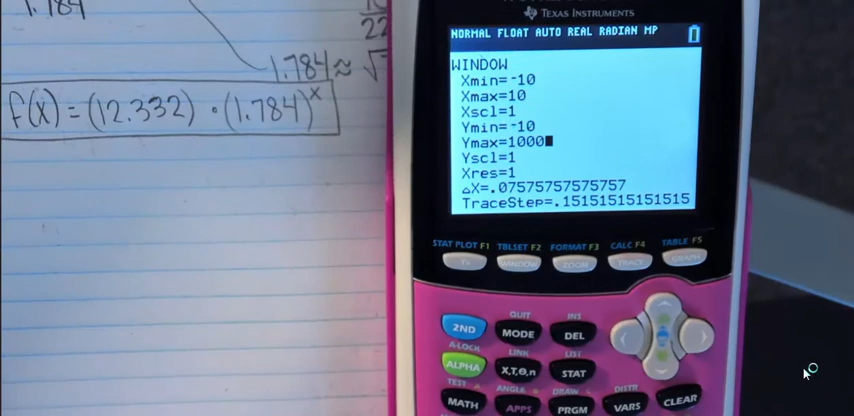 1.784
22
1.784 ≈ √
f(x) = (12.332) · (1.784)^x
TEXAS INSTRUMENTS
NORMAL FLOAT AUTO REAL RADIAN MP
WINDOW
Xmin=-10
Xmax=10
Xscl=1
Ymin=-10
Ymax=1000
Yscl=1
Xres=1
△X=.07575757575757
TraceStep=.15151515151515
STAT PLOT F1 TBLSET F2 FORMAT F3 CALC F4 TABLE F5
Y= WINDOW ZOOM TRACE GRAPH
QUIT INS
2ND MODE DEL
A-LOCK LINK LIST
ALPHA X,T,θ,n STAT
TEST A ANGLE B DRAW C DISTR
MATH APPS PRGM VARS CLEAR